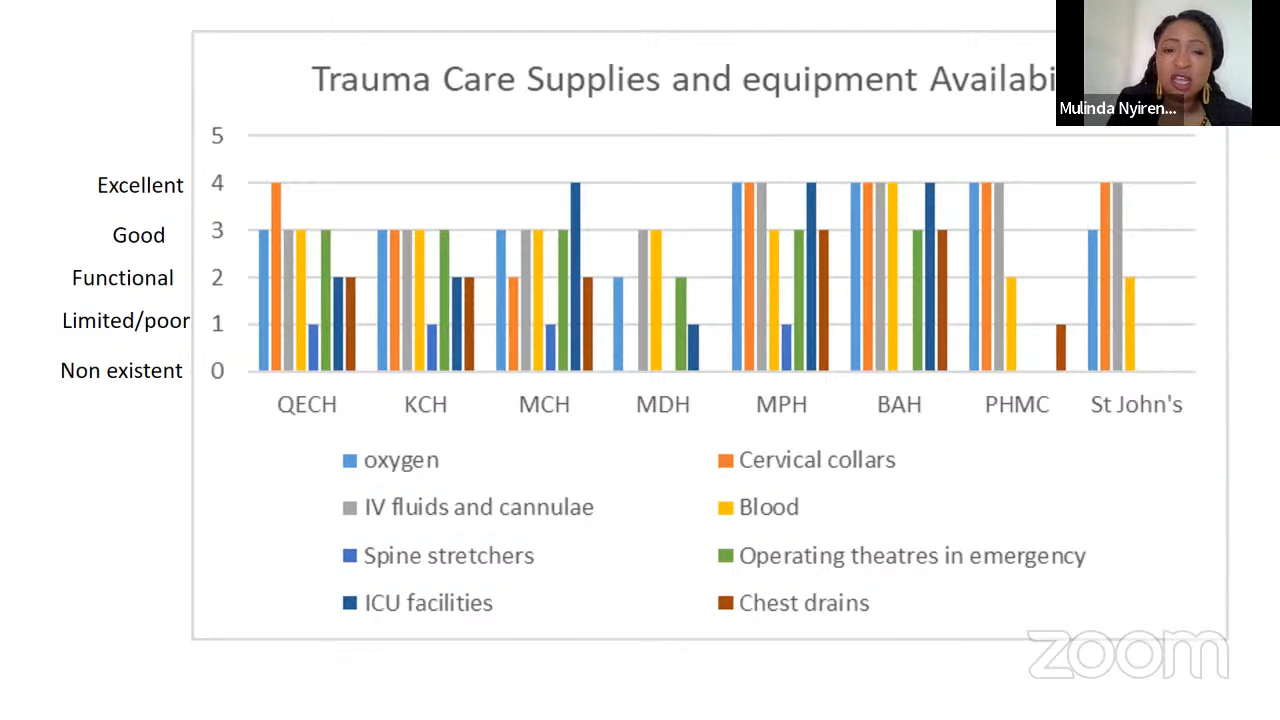 Trauma Care Supplies and equipment Availabi
Mulinda Nyiren...
5
Excellent 4
Good 3
Functional 2
Limited/poor 1
Non existent 0
QECH KCH MCH MDH MPH BAH PHMC St John's
oxygen Cervical collars
IV fluids and cannulae Blood
Spine stretchers Operating theatres in emergency
ICU facilities Chest drains
zoom